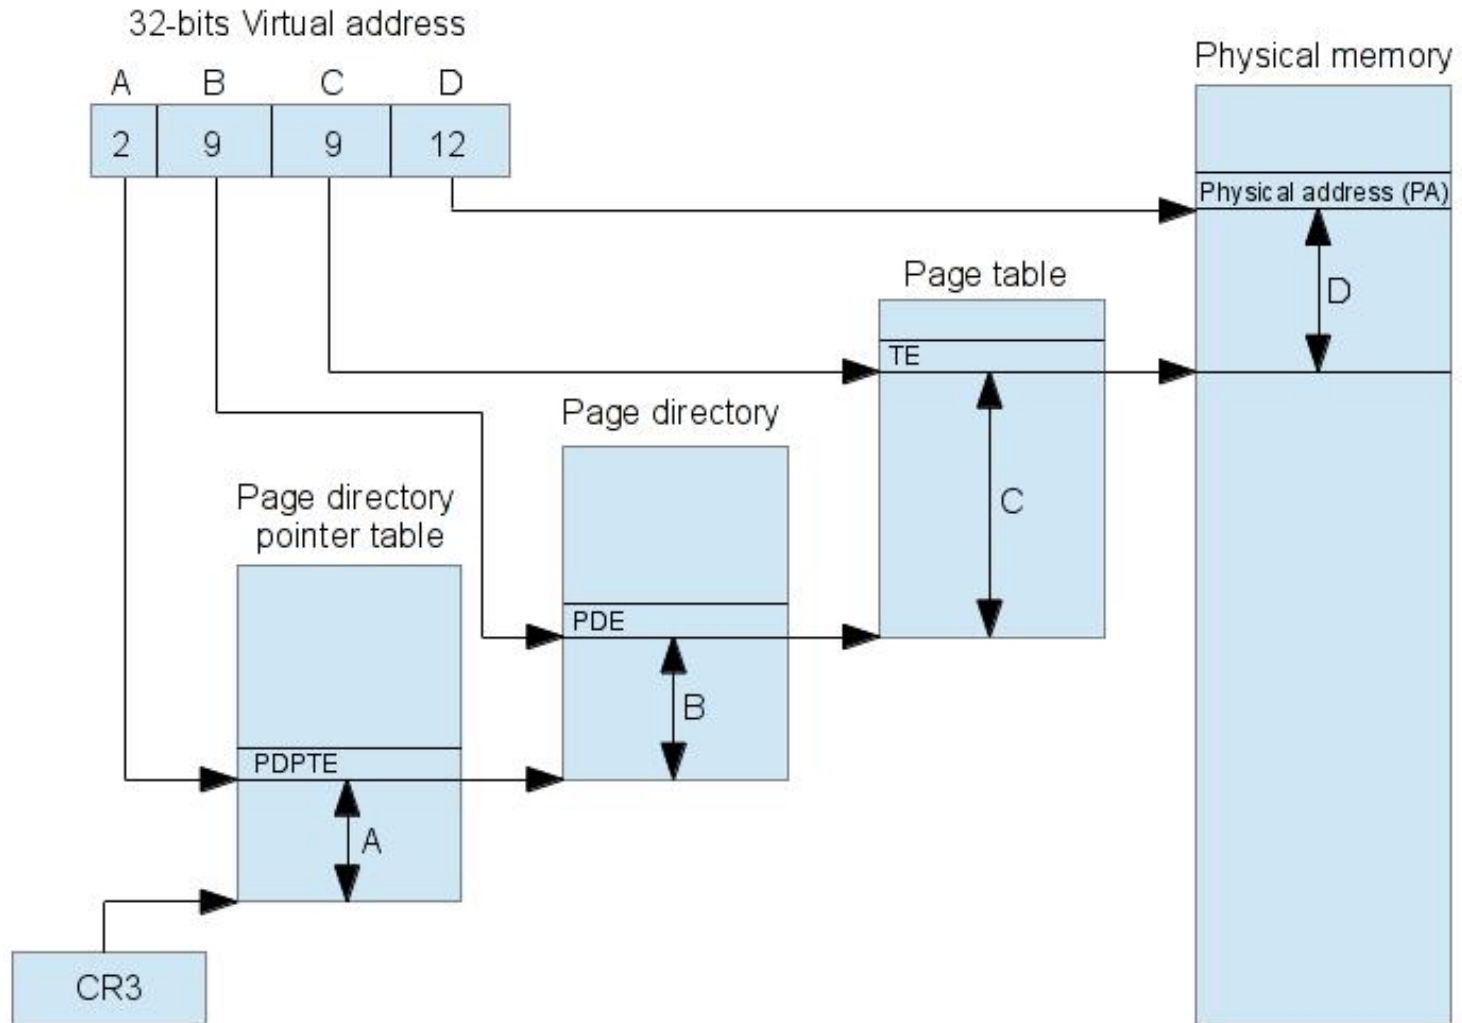 32-bits Virtual address
A B C D
2 9 9 12
Physical memory
Physical address (PA)
D
Page table
TE
C
Page directory
PDE
B
Page directory
pointer table
PDPTE
A
CR3